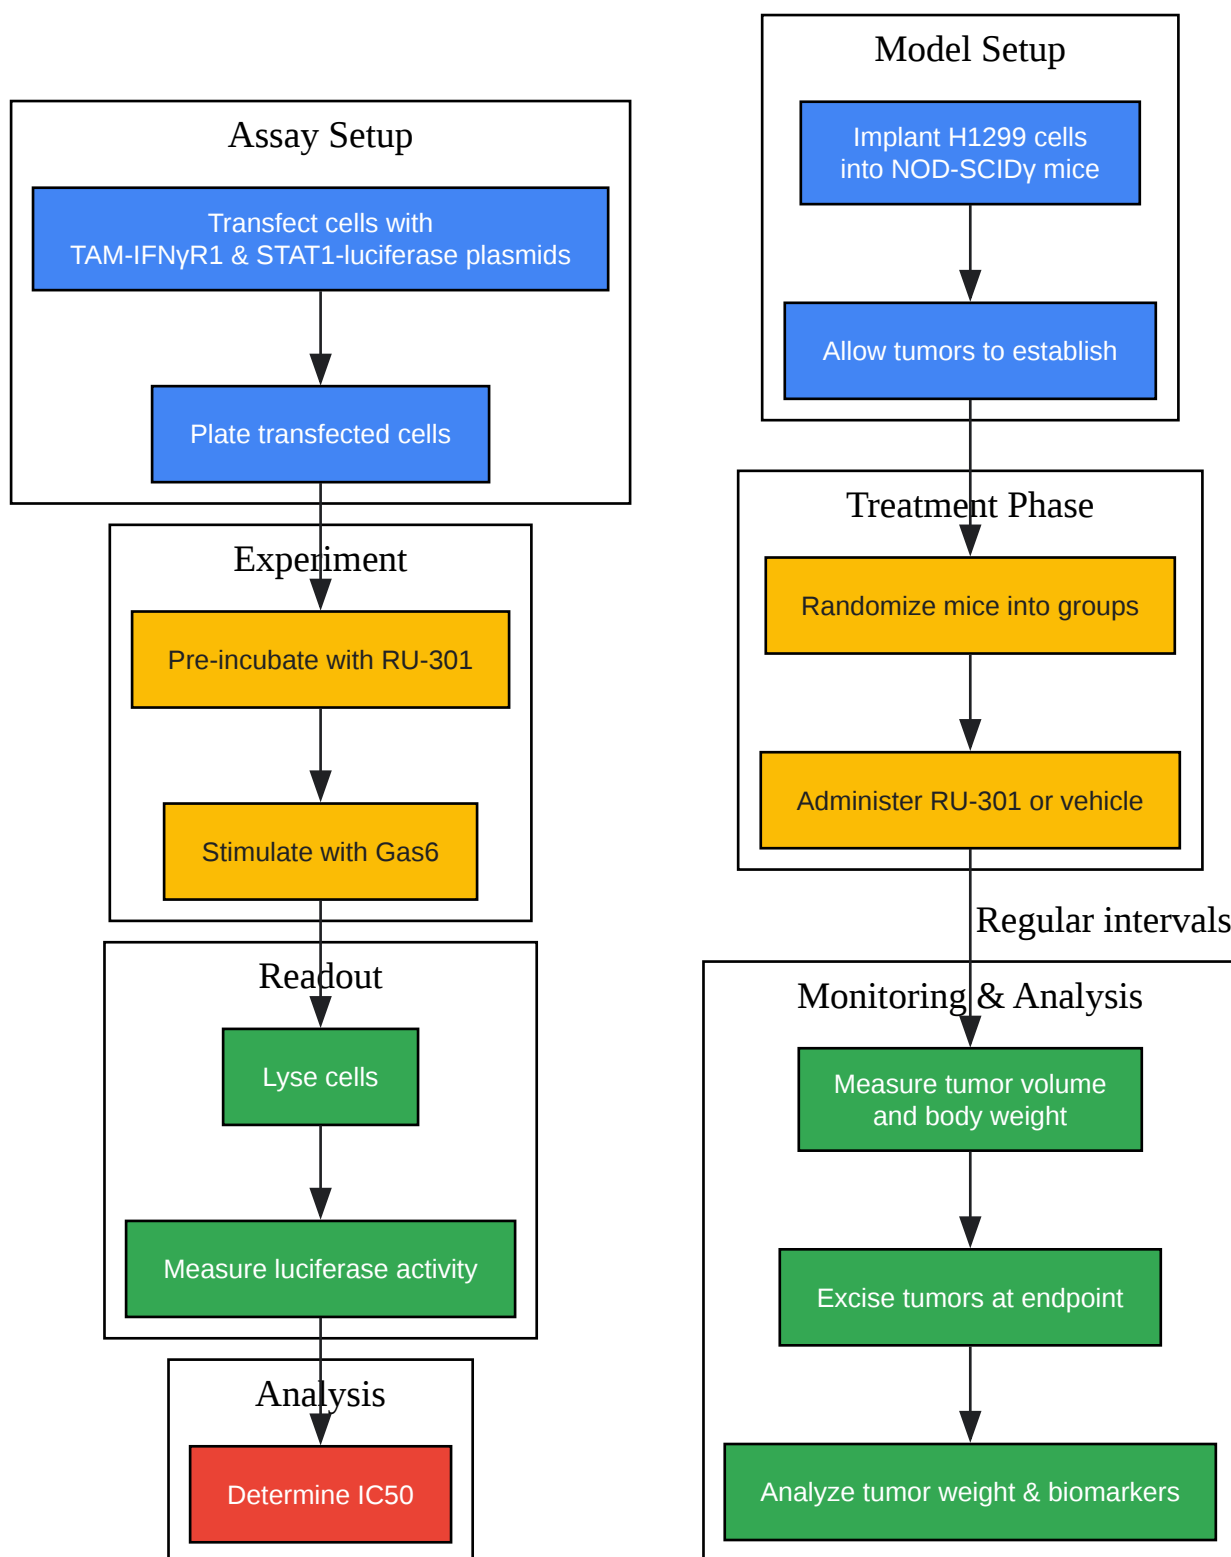 Assay Setup
Transfect cells with
TAM-IFNγR1 & STAT1-luciferase plasmids
Plate transfected cells
Experiment
Pre-incubate with RU-301
Stimulate with Gas6
Readout
Lyse cells
Measure luciferase activity
Analysis
Determine IC50
Model Setup
Implant H1299 cells
into NOD-SCIDγ mice
Allow tumors to establish
Treatment Phase
Randomize mice into groups
Administer RU-301 or vehicle
Regular intervals
Monitoring & Analysis
Measure tumor volume
and body weight
Excise tumors at endpoint
Analyze tumor weight & biomarkers